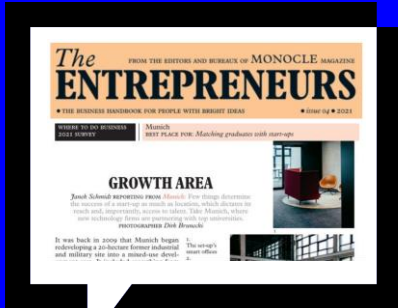 The
FROM THE EDITORS AND BUREAUX OF MONOCLE MAGAZINE
ENTREPRENEURS
• THE BUSINESS HANDBOOK FOR PEOPLE WITH BRIGHT IDEAS • issue 04 • 2021
WHERE TO DO BUSINESS
2021 SURVEY
Munich
BEST PLACE FOR: Matching graduates with start-ups
GROWTH AREA
Janek Schmidt REPORTING FROM Munich: Few things determine
the success of a start-up as much as location, which dictates its
reach and, importantly, access to talent. Take Munich, where
new technology firms are partnering with top universities.
PHOTOGRAPHER Dirk Bruniecki
It was back in 2009 that Munich began
redeveloping a 20-hectare former industrial
and military site into a mixed-use devel-
1.
The set-up's
smart offices
2.